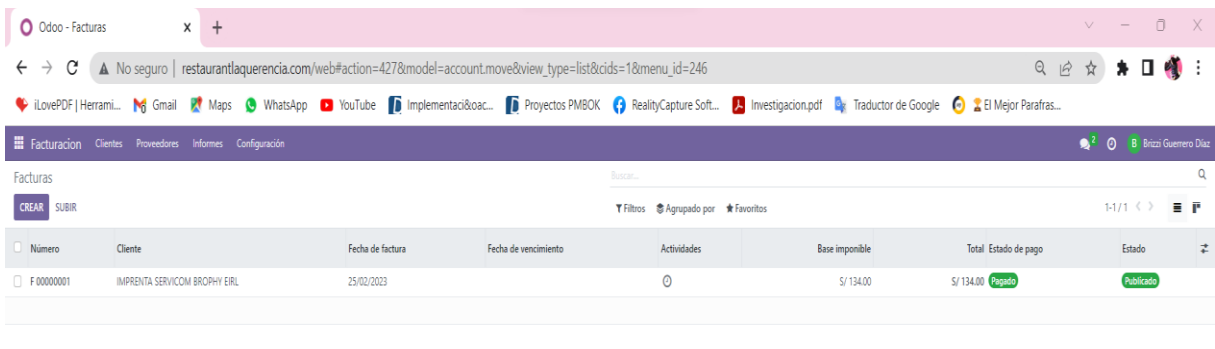 Odoo - Facturas
No seguro | restaurantlaquerencia.com/web#action=427&model=account.move&view_type=list&cids=1&menu_id=246
iLovePDF | Herrami... Gmail Maps WhatsApp YouTube Implementaci&oac... Proyectos PMBOK RealityCapture Soft... Investigacion.pdf Traductor de Google El Mejor Parafras...
Facturacion Clientes Proveedores Informes Configuración 2 B Brizzi Guerrero Díaz
Facturas Buscar...
CREAR SUBIR Filtros Agrupado por Favoritos 1-1 / 1
Número Cliente Fecha de factura Fecha de vencimiento Actividades Base imponible Total Estado de pago Estado
F 00000001 IMPRENTA SERVICOM BROPHY EIRL 25/02/2023 S/ 134.00 S/ 134.00 Pagado Publicado